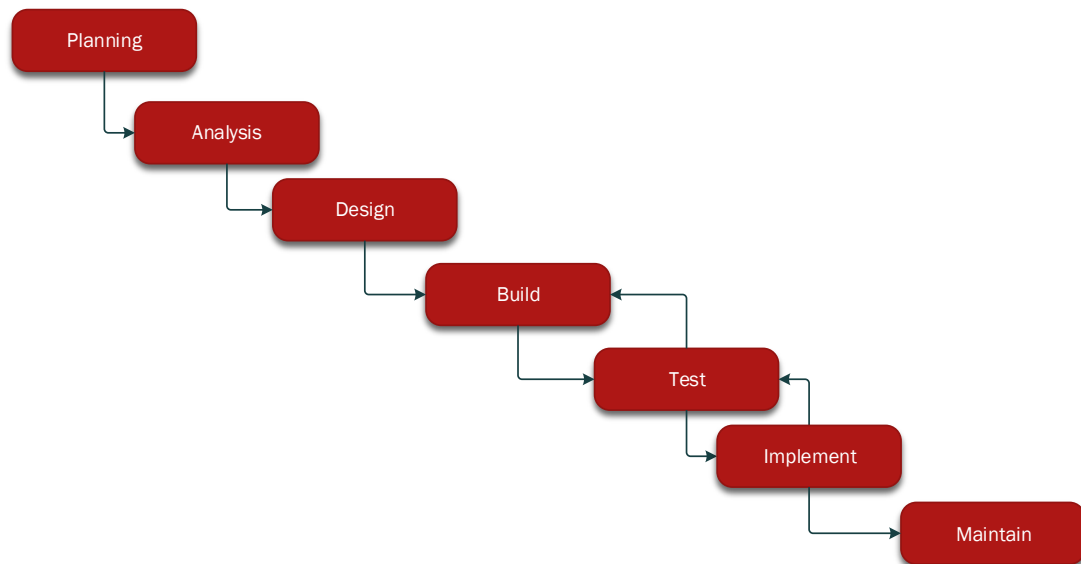 Planning
Analysis
Design
Build
Test
Implement
Maintain